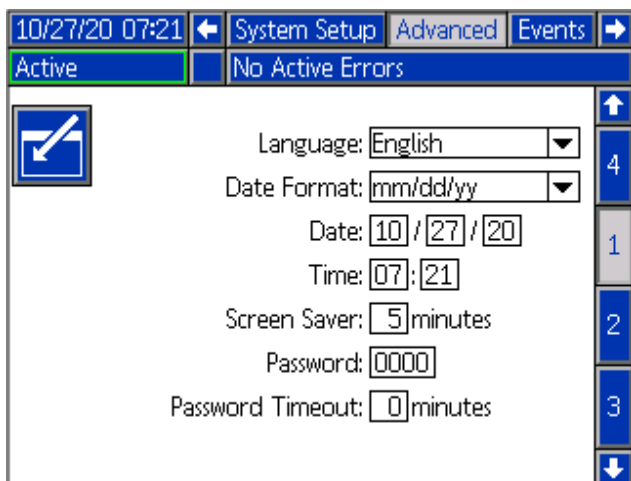 10/27/20 07:21 System Setup Advanced Events
Active No Active Errors
Language: English
4
Date Format: mm/dd/yy
Date: 10 / 27 / 20
1
Time: 07:21
Screen Saver: 5 minutes
2
Password: 0000
Password Timeout: 0 minutes
3